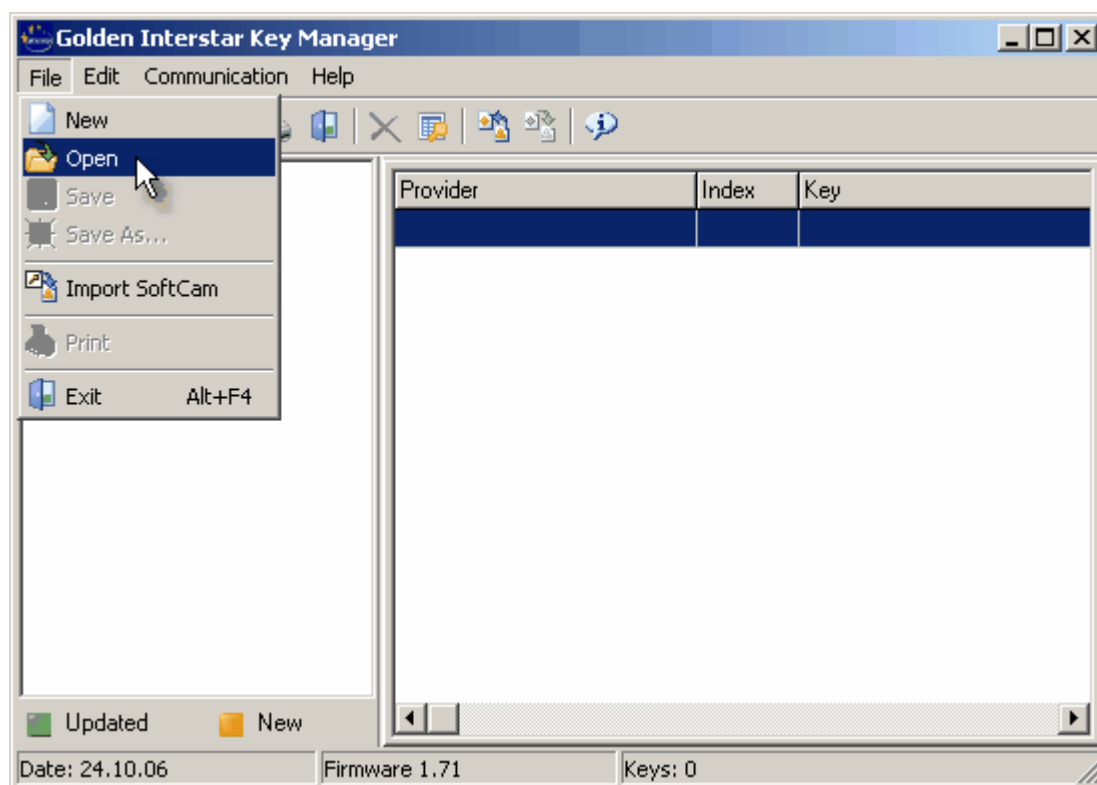 Golden Interstar Key Manager
File Edit Communication Help
New
Open
Save
Save As...
Import SoftCam
Print
Exit Alt+F4
Provider Index Key
Updated New
Date: 24.10.06 Firmware 1.71 Keys: 0